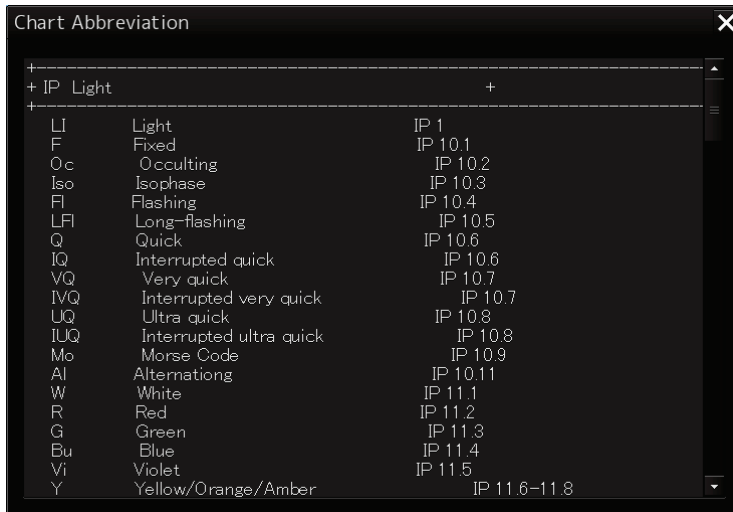 Chart Abbreviation
+ IP Light +
LI Light IP 1
F Fixed IP 10.1
Oc Occulting IP 10.2
Iso Isophase IP 10.3
Fl Flashing IP 10.4
LFl Long-flashing IP 10.5
Q Quick IP 10.6
IQ Interrupted quick IP 10.6
VQ Very quick IP 10.7
IVQ Interrupted very quick IP 10.7
UQ Ultra quick IP 10.8
IUQ Interrupted ultra quick IP 10.8
Mo Morse Code IP 10.9
Al Alternationg IP 10.11
W White IP 11.1
R Red IP 11.2
G Green IP 11.3
Bu Blue IP 11.4
Vi Violet IP 11.5
Y Yellow/Orange/Amber IP 11.6-11.8